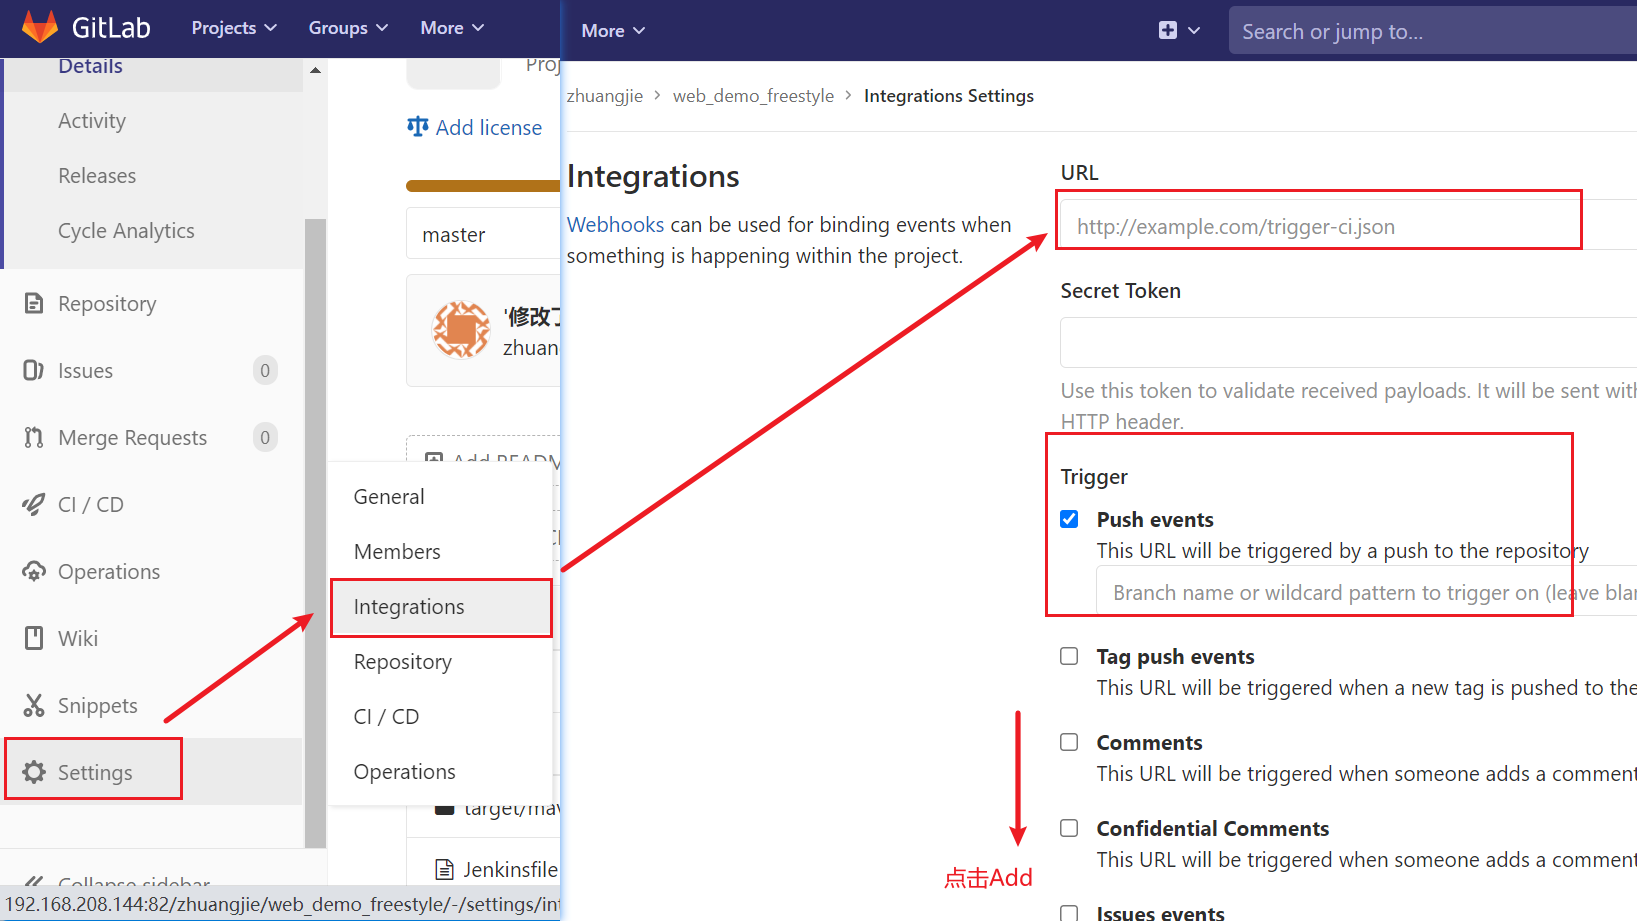 GitLab Projects Groups More
Details
Activity
Releases
Cycle Analytics
Repository
Issues 0
Merge Requests 0
CI / CD
Operations
Wiki
Snippets
Settings
Collapse sidebar
192.168.208.144:82/zhuangjie/web_demo_freestyle/-/settings/int
Proj
Add license
master
'修改了
zhuan
Add README
General
Members
Integrations
Repository
CI / CD
Operations
target/mav
Jenkinsfile
More Search or jump to...
zhuangjie > web_demo_freestyle > Integrations Settings
Integrations
Webhooks can be used for binding events when
something is happening within the project.
URL
http://example.com/trigger-ci.json
Secret Token
Use this token to validate received payloads. It will be sent with
HTTP header.
Trigger
Push events
This URL will be triggered by a push to the repository
Branch name or wildcard pattern to trigger on (leave blan
Tag push events
This URL will be triggered when a new tag is pushed to the
Comments
This URL will be triggered when someone adds a comment
Confidential Comments
This URL will be triggered when someone adds a comment
Issues events
点击Add